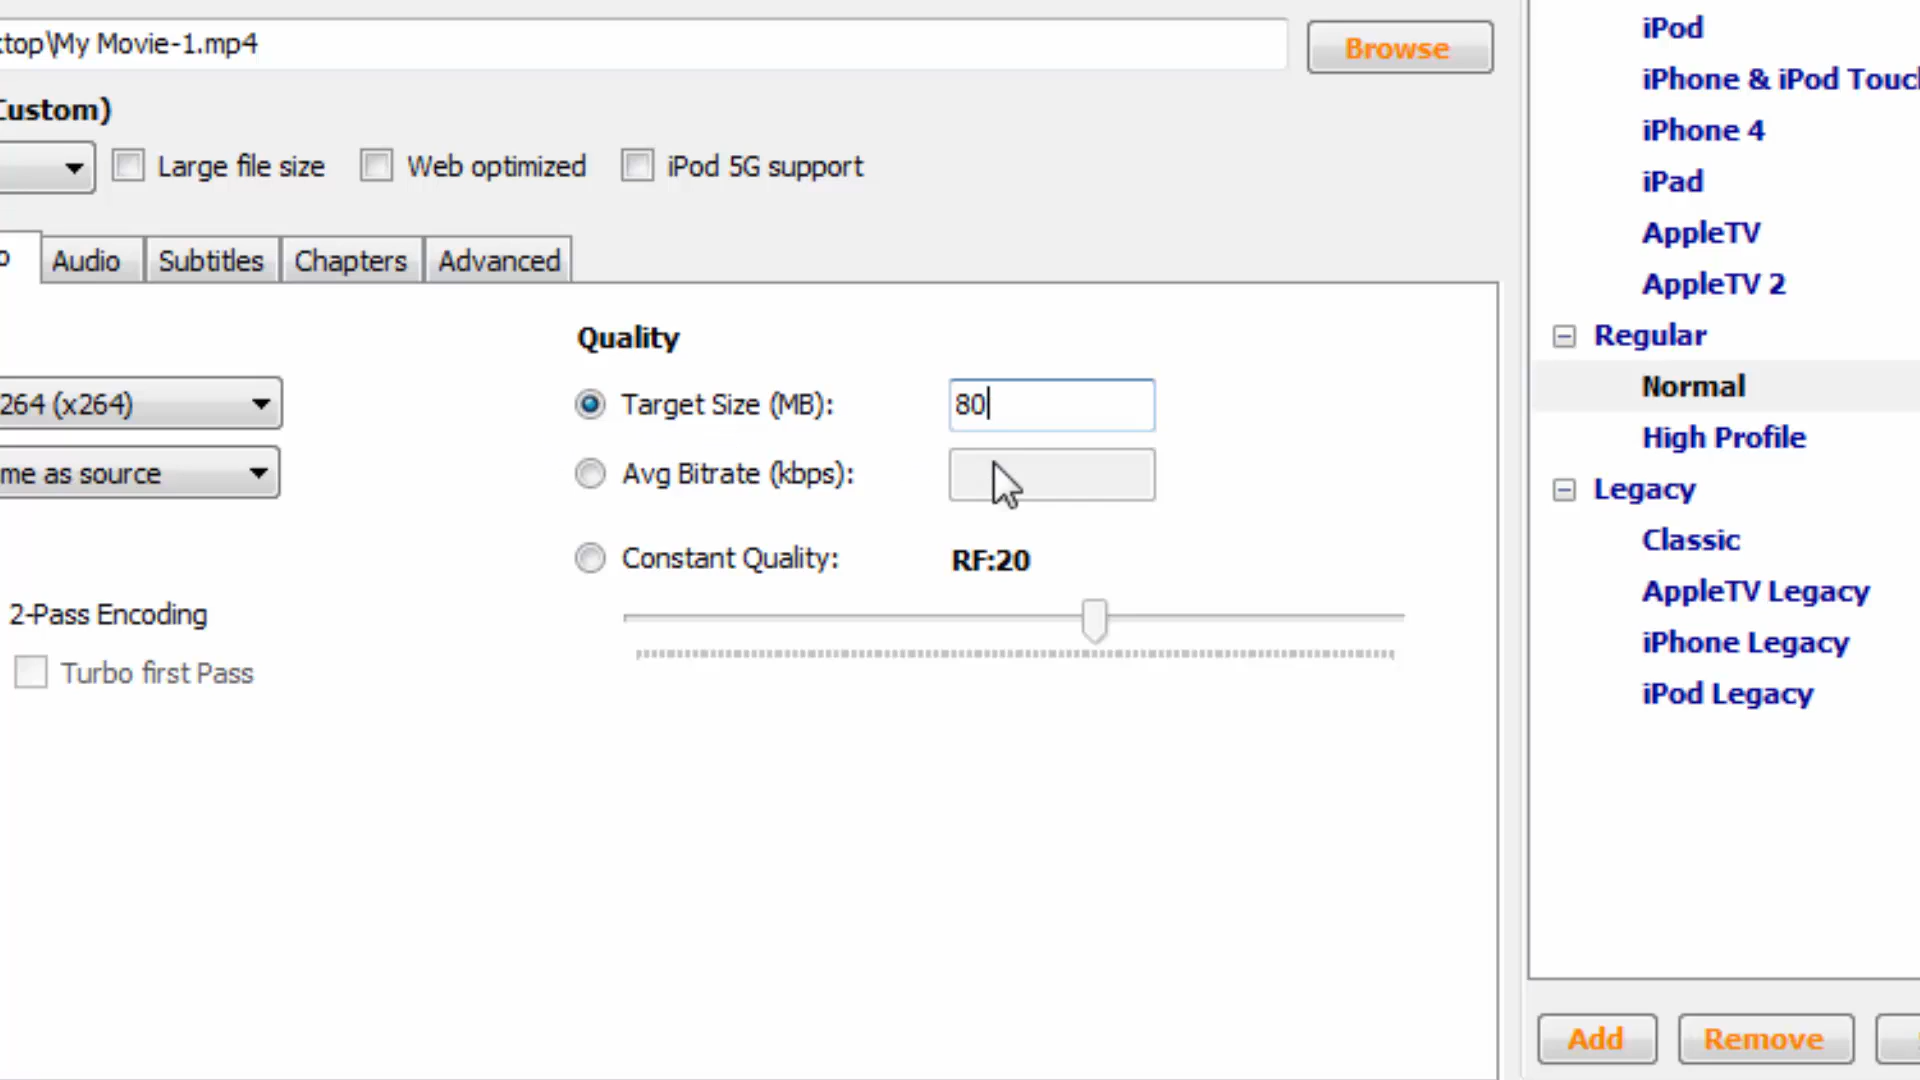 ktop\My Movie-1.mp4
Browse
Custom)
Large file size
Web optimized
iPod 5G support
Audio
Subtitles
Chapters
Advanced
Quality
264 (x264)
Target Size (MB):
80
me as source
Avg Bitrate (kbps):
Constant Quality:
RF:20
2-Pass Encoding
Turbo first Pass
iPod
iPhone & iPod Touc
iPhone 4
iPad
AppleTV
AppleTV 2
Regular
Normal
High Profile
Legacy
Classic
AppleTV Legacy
iPhone Legacy
iPod Legacy
Add
Remove